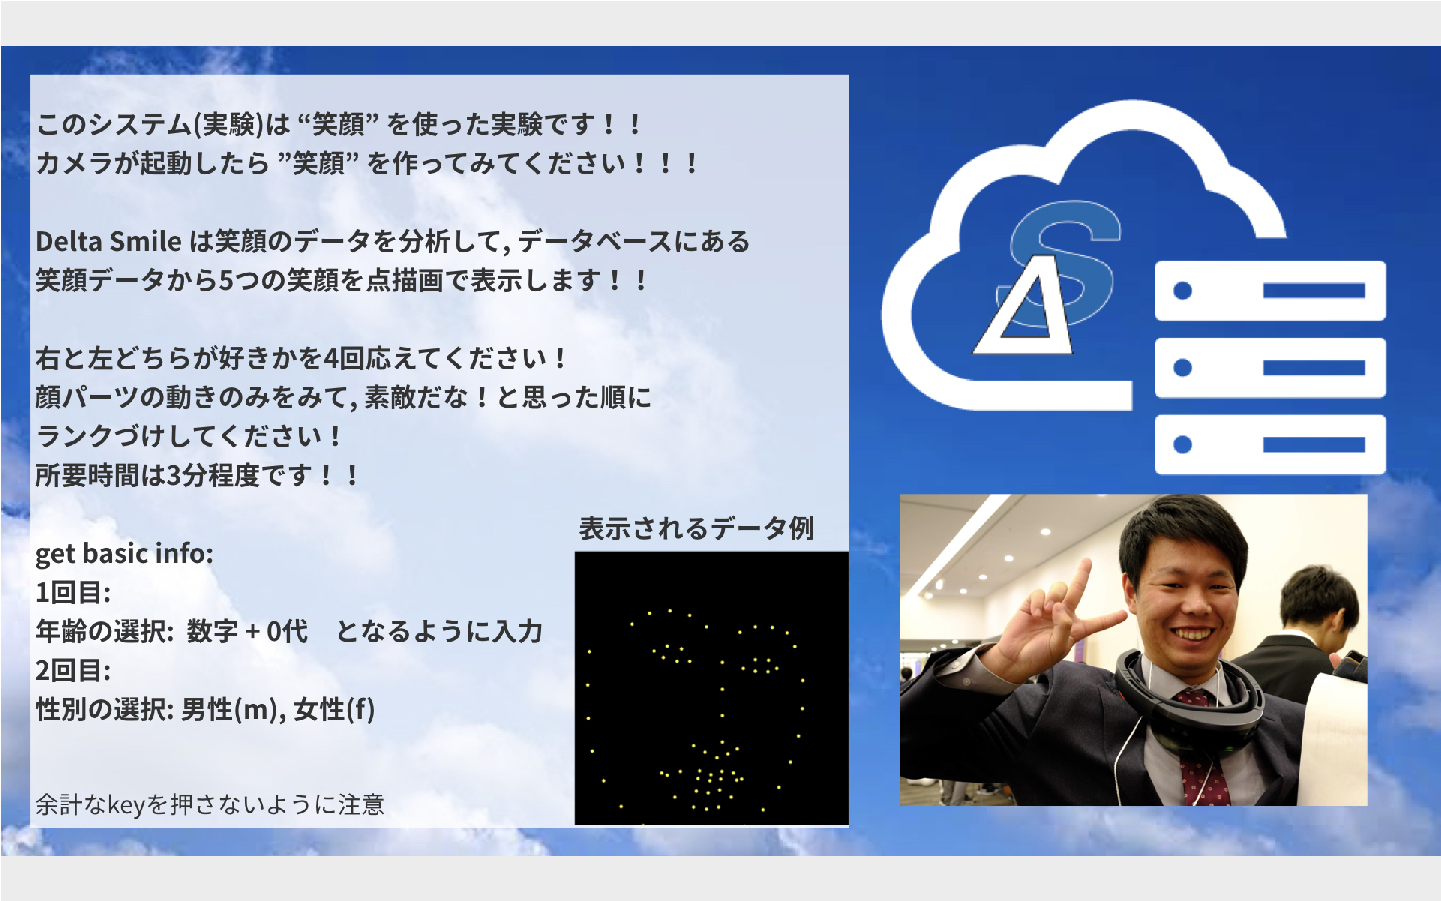 このシステム(実験)は “笑顔” を使った実験です！！
カメラが起動したら ”笑顔” を作ってみてください！！！
Delta Smile は笑顔のデータを分析して, データベースにある
笑顔データから5つの笑顔を点描画で表示します！！
右と左どちらが好きかを4回応えてください！
顔パーツの動きのみをみて, 素敵だな！と思った順に
ランクづけしてください！
所要時間は3分程度です！！
表示されるデータ例
get basic info:
1回目:
年齢の選択: 数字 + 0代　となるように入力
2回目:
性別の選択: 男性(m), 女性(f)
余計なkeyを押さないように注意
S
Δ